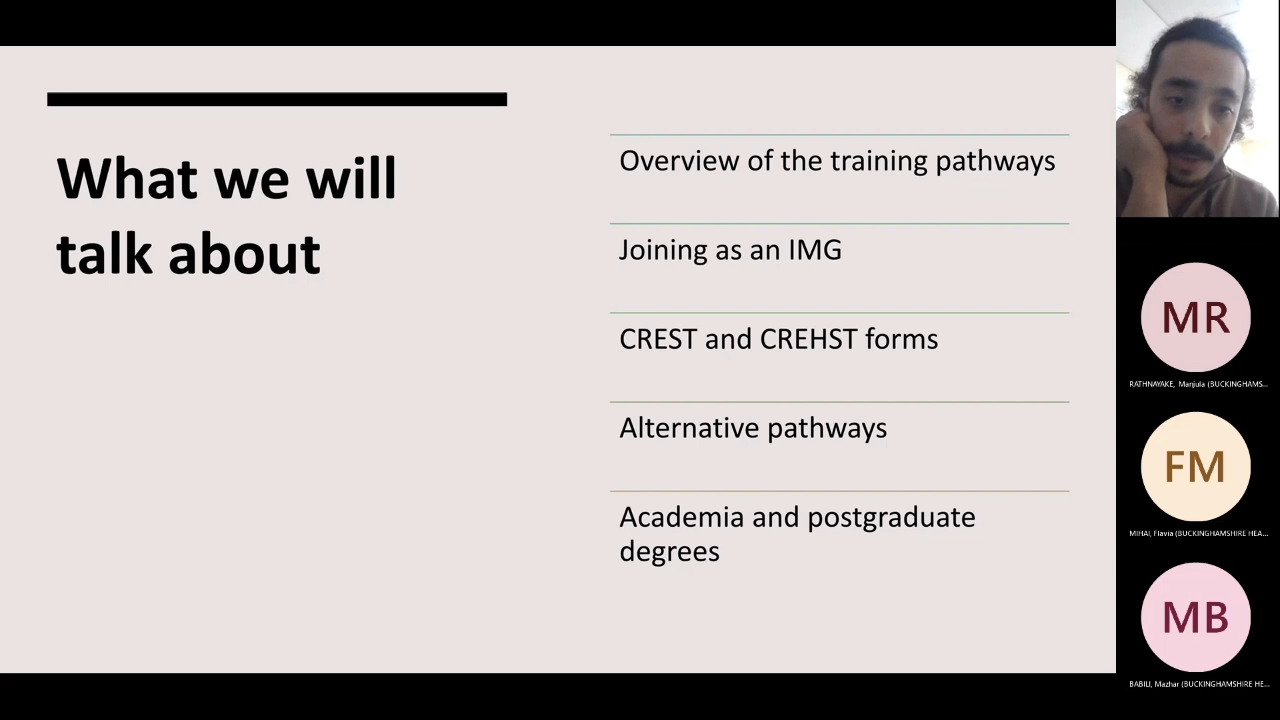 What we will
talk about
Overview of the training pathways
Joining as an IMG
CREST and CREHST forms
Alternative pathways
Academia and postgraduate
degrees
MR
RATHNAYAKE, Manjula (BUCKINGHAMS...
FM
MIHAI, Flavia (BUCKINGHAMSHIRE HEA...
MB
BABILI, Mazhar (BUCKINGHAMSHIRE HE...